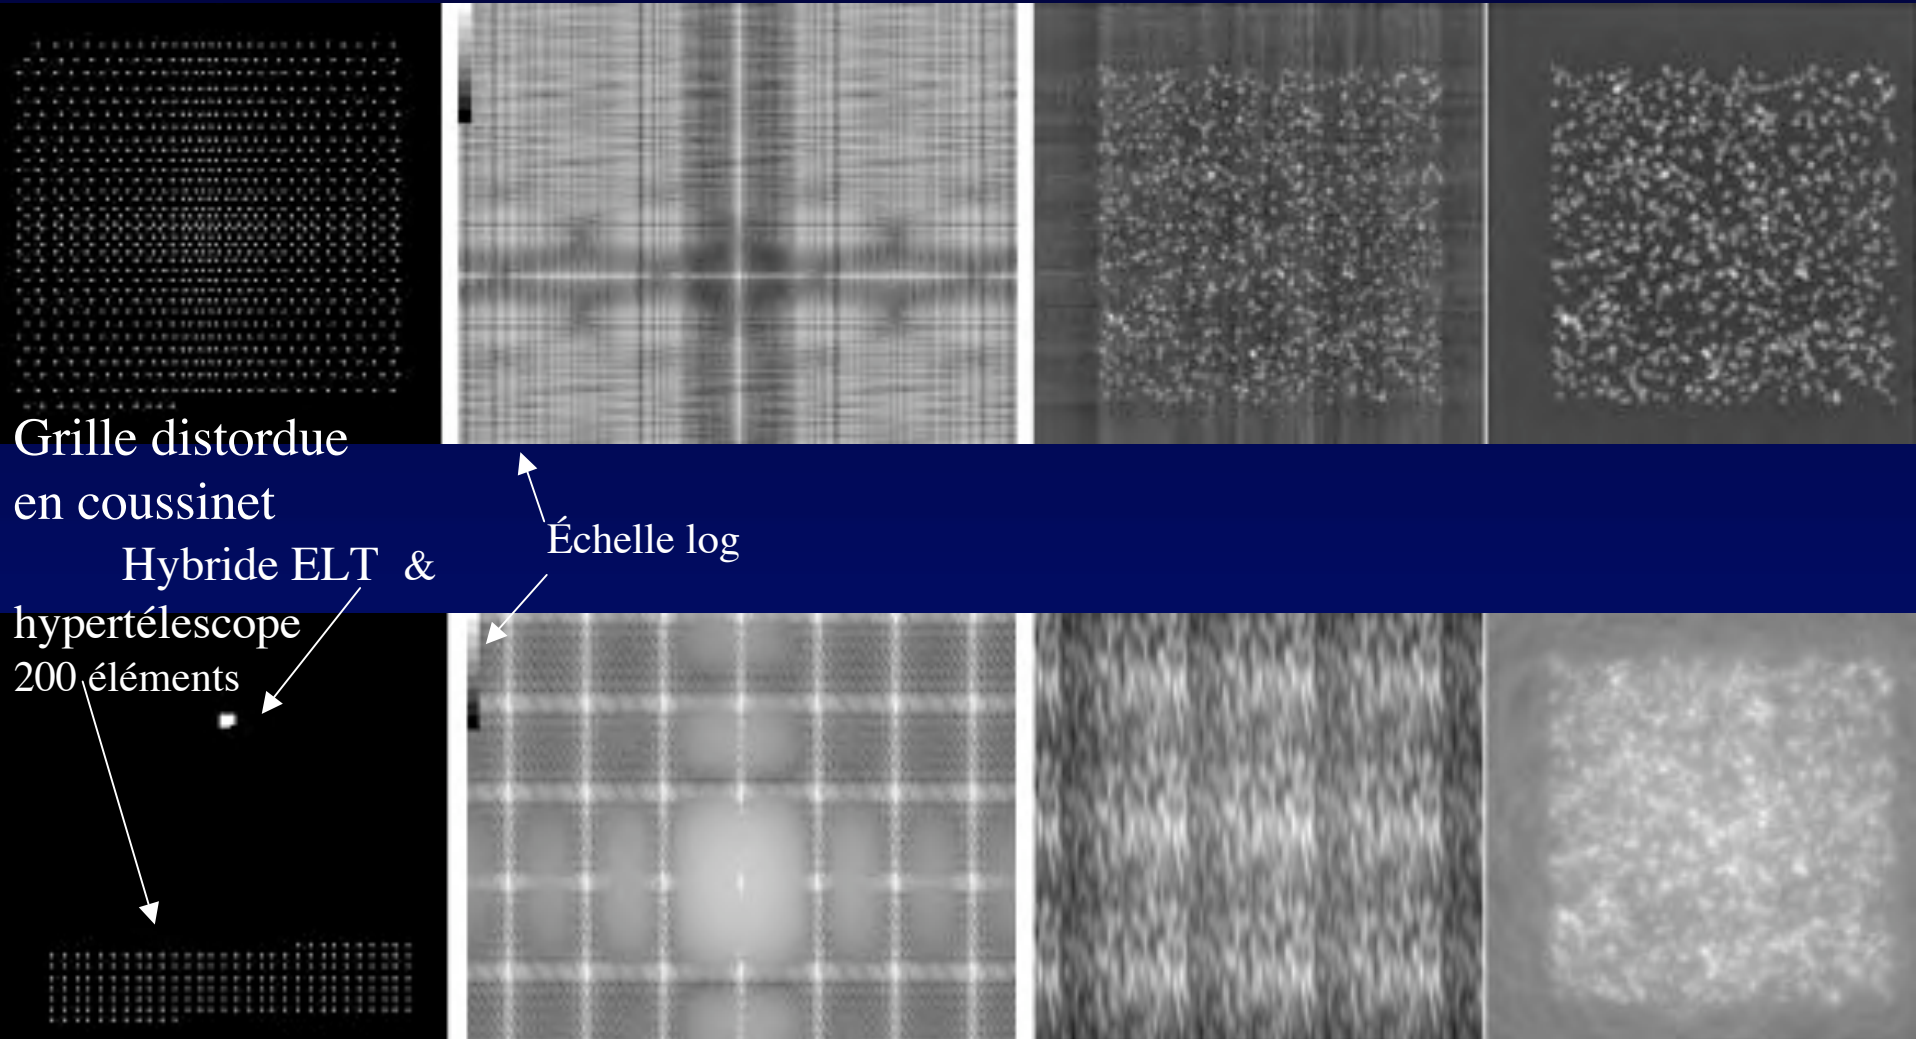 Grille distordue
en coussinet
Échelle log
Hybride ELT &
hypertélescope
200 éléments